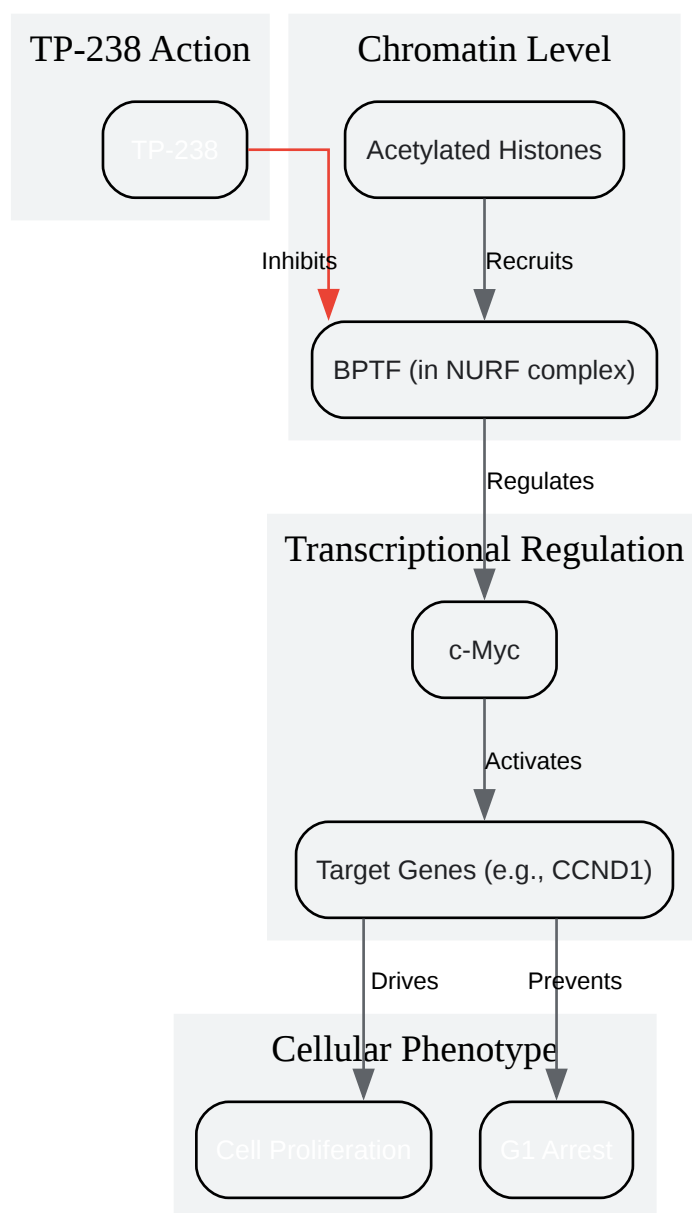 TP-238 Action
Chromatin Level
TP-238
Acetylated Histones
Inhibits
Recruits
BPTF (in NURF complex)
Regulates
Transcriptional Regulation
c-Myc
Activates
Target Genes (e.g., CCND1)
Drives
Prevents
Cellular Phenotype
Cell Proliferation
G1 Arrest